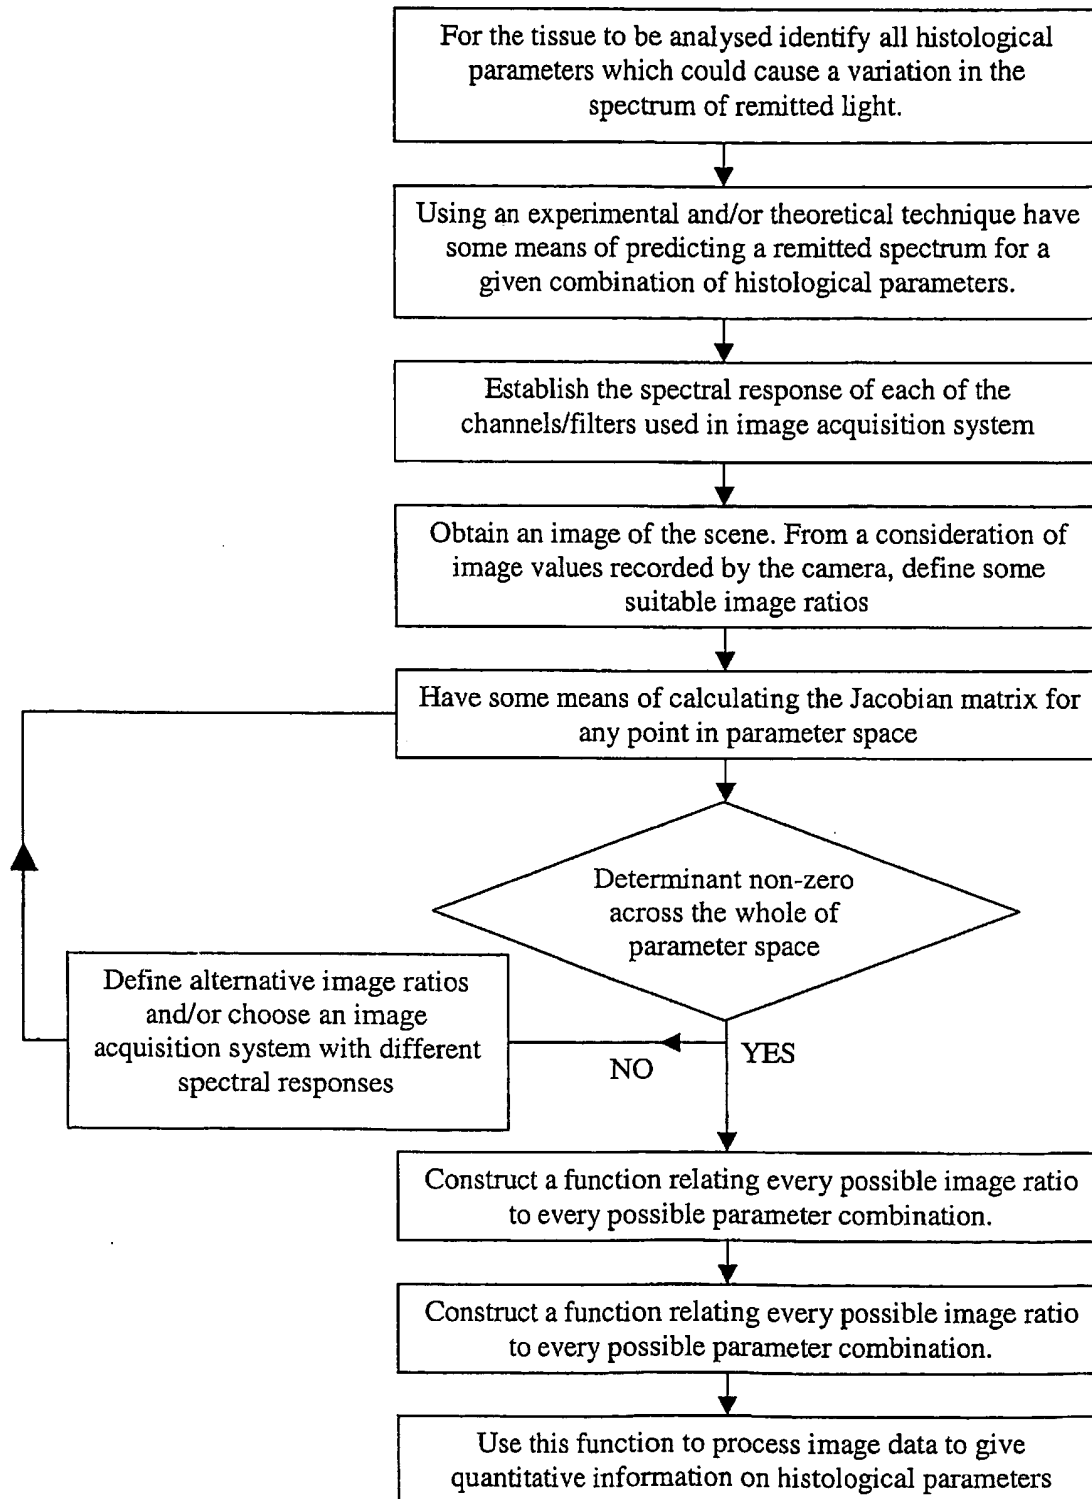 For the tissue to be analysed identify all histological
parameters which could cause a variation in the
spectrum of remitted light.
Using an experimental and/or theoretical technique have
some means of predicting a remitted spectrum for a
given combination of histological parameters.
Establish the spectral response of each of the
channels/filters used in image acquisition system
Obtain an image of the scene. From a consideration of
image values recorded by the camera, define some
suitable image ratios
Have some means of calculating the Jacobian matrix for
any point in parameter space
Determinant non-zero
across the whole of
parameter space
Define alternative image ratios
and/or choose an image
acquisition system with different
spectral responses
NO
YES
Construct a function relating every possible image ratio
to every possible parameter combination.
Construct a function relating every possible image ratio
to every possible parameter combination.
Use this function to process image data to give
quantitative information on histological parameters